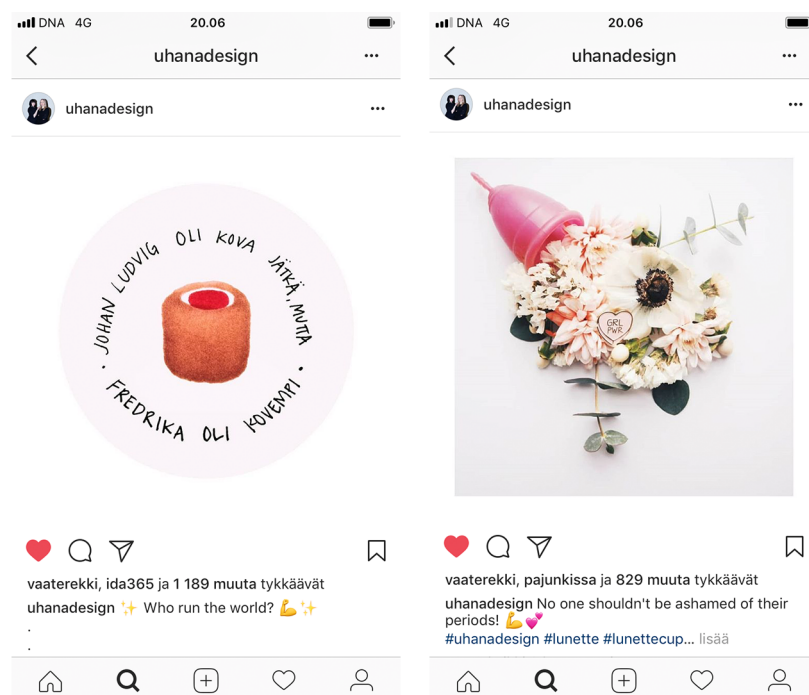 DNA 4G 20.06
uhanadesign
uhanadesign
JOHAN LUDVIG OLI KOVA JÄTKÄ, MUTTA
• FREDRIKA OLI KOVEMPI •
vaaterekki, ida365 ja 1 189 muuta tykkäävät
uhanadesign ✨ Who run the world? 💪✨
.
.
DNA 4G 20.06
uhanadesign
uhanadesign
GRL
PWR
vaaterekki, pajunkissa ja 829 muuta tykkäävät
uhanadesign No one shouldn't be ashamed of their
periods! 💪💕
#uhanadesign #lunette #lunettecup... lisää